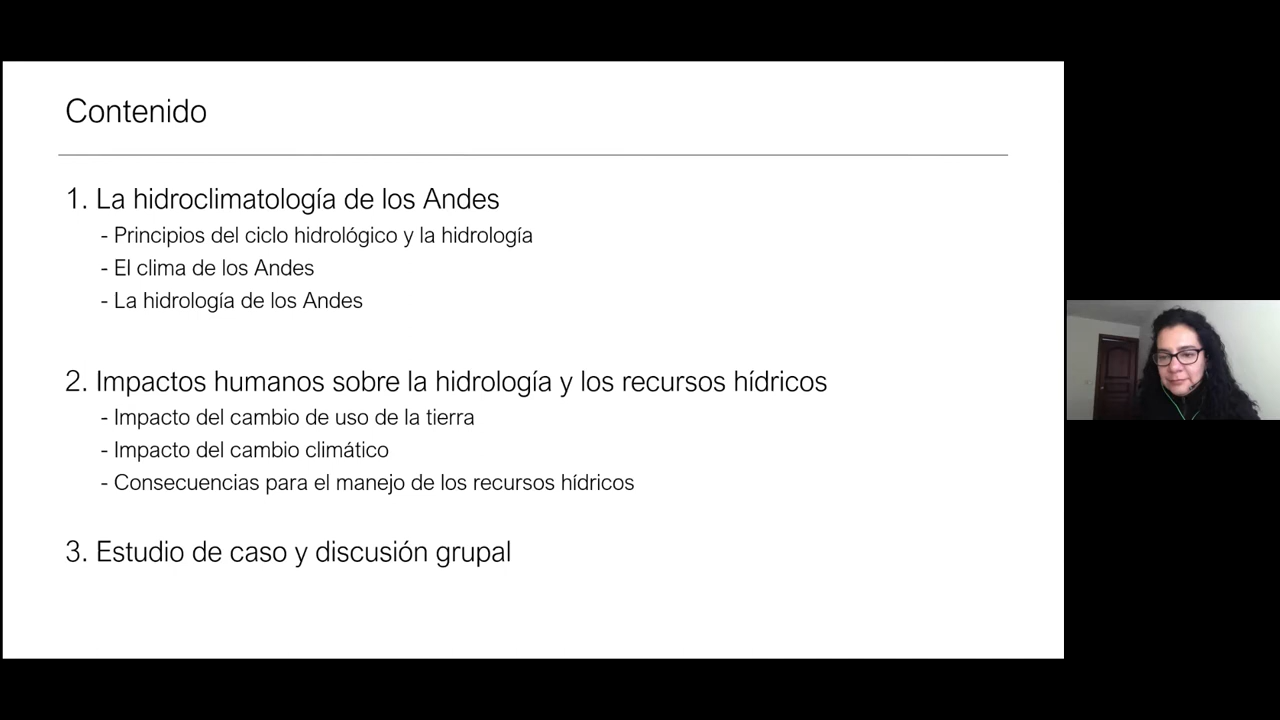 Contenido
1. La hidroclimatología de los Andes
- Principios del ciclo hidrológico y la hidrología
- El clima de los Andes
- La hidrología de los Andes
2. Impactos humanos sobre la hidrología y los recursos hídricos
- Impacto del cambio de uso de la tierra
- Impacto del cambio climático
- Consecuencias para el manejo de los recursos hídricos
3. Estudio de caso y discusión grupal